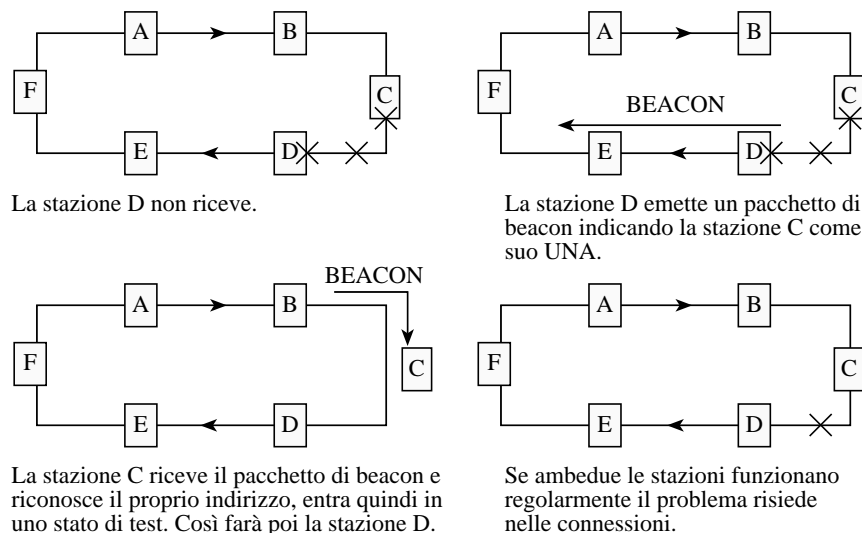 A
B
F
C
E
D
La stazione D non riceve.
A
B
F
C
BEACON
E
D
La stazione D emette un pacchetto di
beacon indicando la stazione C come
suo UNA.
BEACON
A
B
F
C
E
D
La stazione C riceve il pacchetto di beacon e
riconosce il proprio indirizzo, entra quindi in
uno stato di test. Così farà poi la stazione D.
A
B
F
C
E
D
Se ambedue le stazioni funzionano
regolarmente il problema risiede
nelle connessioni.